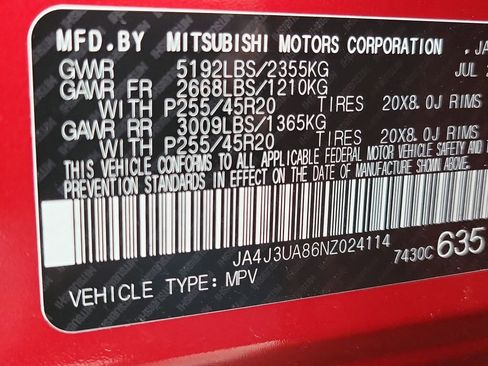 MFD.BY MITSUBISHI MOTORS CORPORATION .JA
GVWR 5192LBS/2355KG JUL 2
GAWR FR 2668LBS/1210KG
WITH P255/45R20 TIRES 20X8.0J RIMS
GAWR RR 3009LBS/1365KG
WITH P255/45R20 TIRES 20X8.0J RIMS
THIS VEHICLE CONFORMS TO ALL APPLICABLE FEDERAL MOTOR VEHICLE SAFETY AND
PREVENTION STANDARDS IN EFFECT ON THE DATE OF MANUFACTURE SHOWN ABOVE.
JA4J3UA86NZ024114 7430C 635
VEHICLE TYPE: MPV